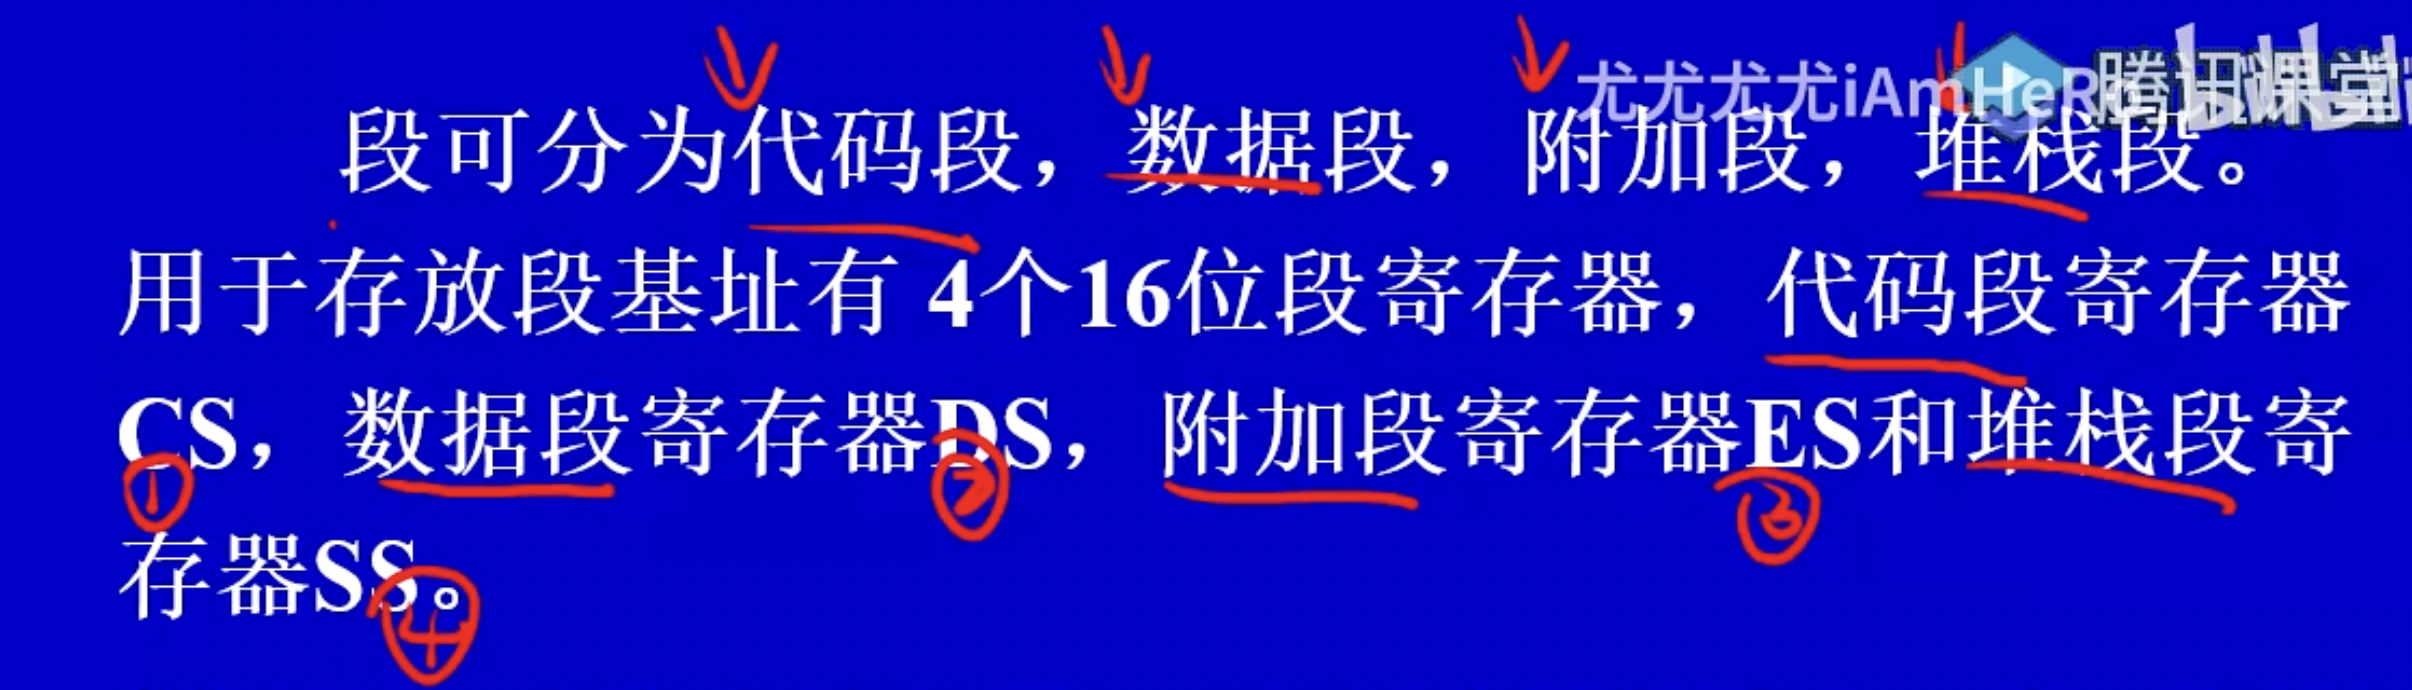 尤尤尤尤iAmHeR
腾讯课堂
段可分为代码段，数据段，附加段，堆栈段。
用于存放段基址有 4个16位段寄存器，代码段寄存器
CS，数据段寄存器DS，附加段寄存器ES和堆栈段寄
存器SS。
① ② ③
④